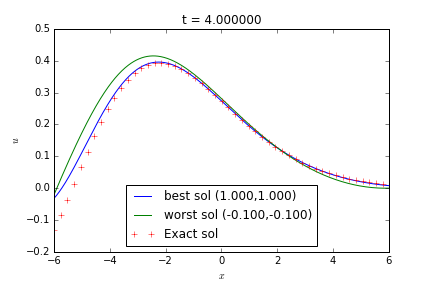 t = 4.000000
0.5
0.4
0.3
0.2
0.1
0.0
−0.1
−0.2
u
−6
−4
−2
0
2
4
6
x
best sol (1.000,1.000)
worst sol (-0.100,-0.100)
Exact sol